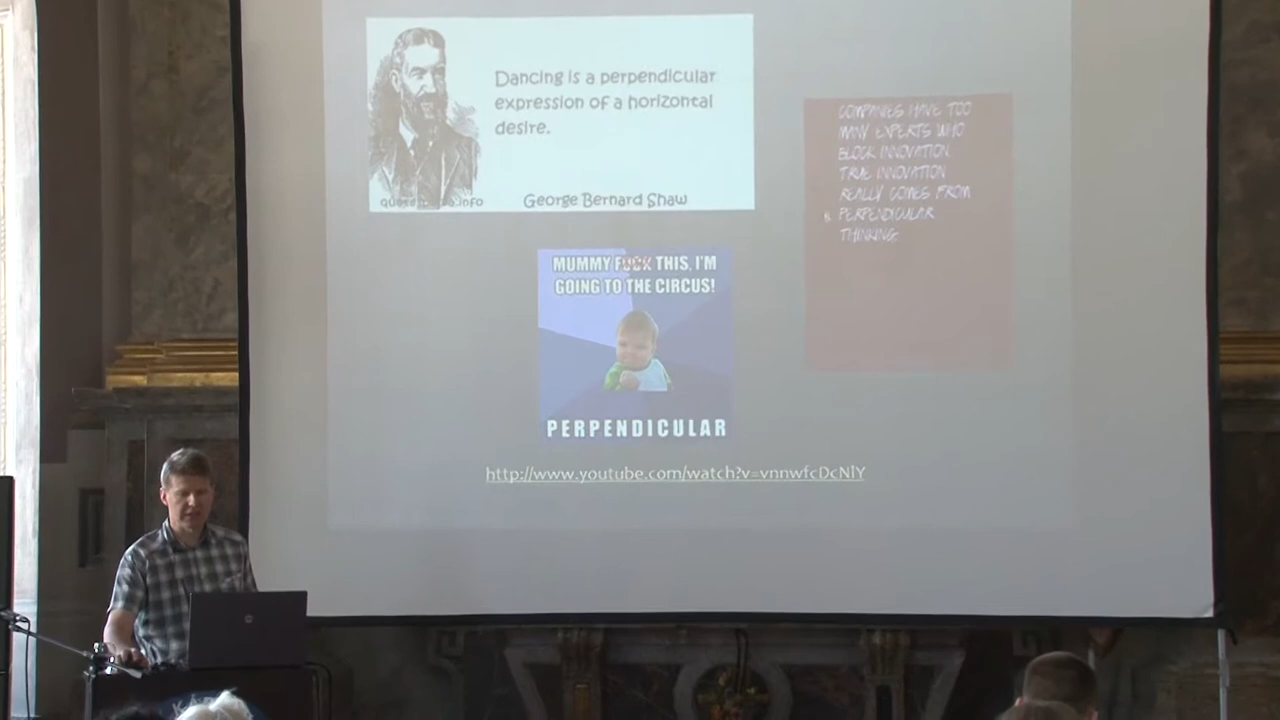 Dancing is a perpendicular
expression of a horizontal
desire.
George Bernard Shaw
COMPANIES HAVE TOO
MANY EXPERTS WHO
BLOCK INNOVATION.
TRUE INNOVATION
REALLY COMES FROM
PERPENDICULAR
THINKING.
MUMMY FUCK THIS, I'M
GOING TO THE CIRCUS!
PERPENDICULAR
http://www.youtube.com/watch?v=vnnwfcDcNlY